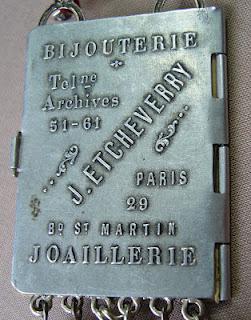 BIJOUTERIE
Telne
Archives
51-61
J. ETCHEVERRY
PARIS
29
BD ST MARTIN
JOAILLERIE